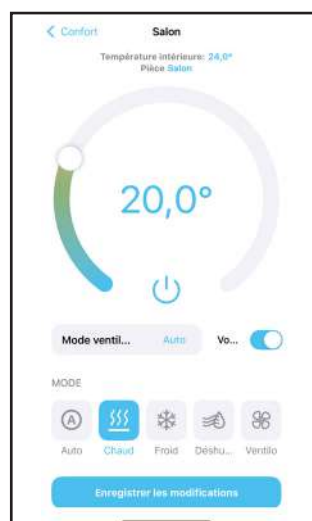 Confort Salon
Température intérieure: 24,0°
Pièce Salon
20,0°
Mode ventil... Auto Vo...
MODE
A
Auto Chaud Froid Déshu... Ventilo
Enregistrer les modifications